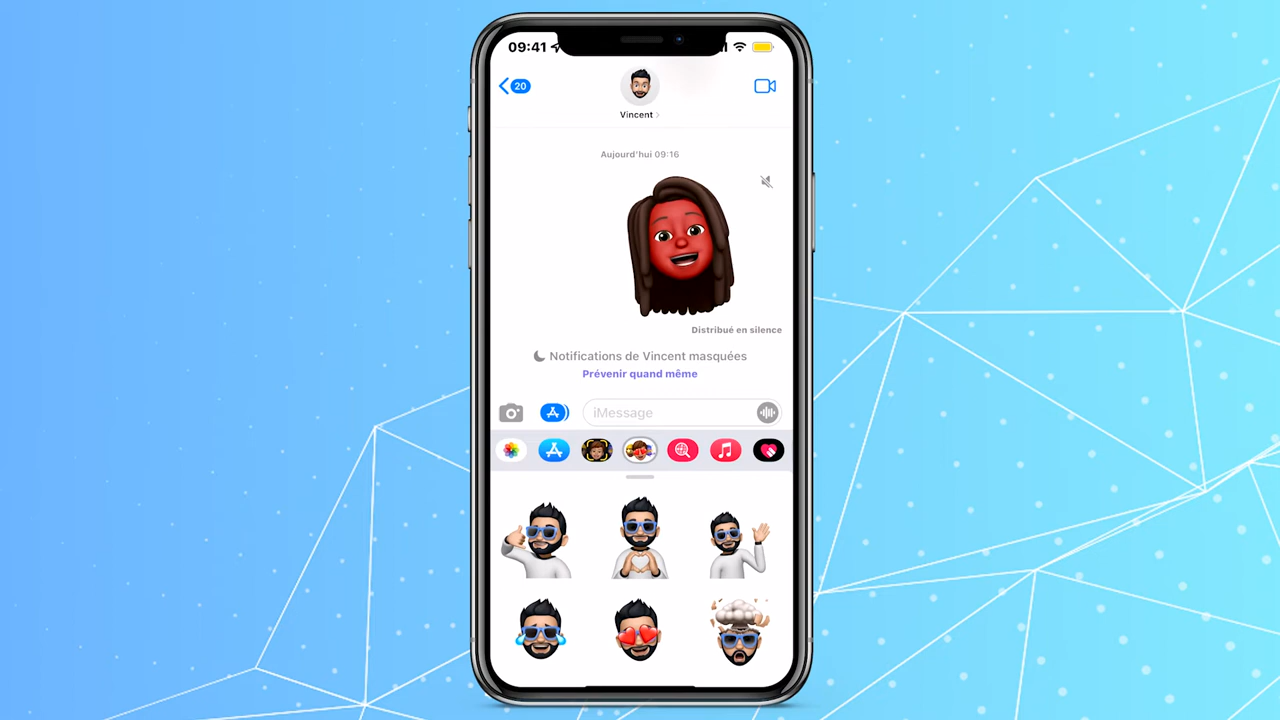 09:41
20
Vincent
Aujourd'hui 09:16
Distribué en silence
Notifications de Vincent masquées
Prévenir quand même
iMessage